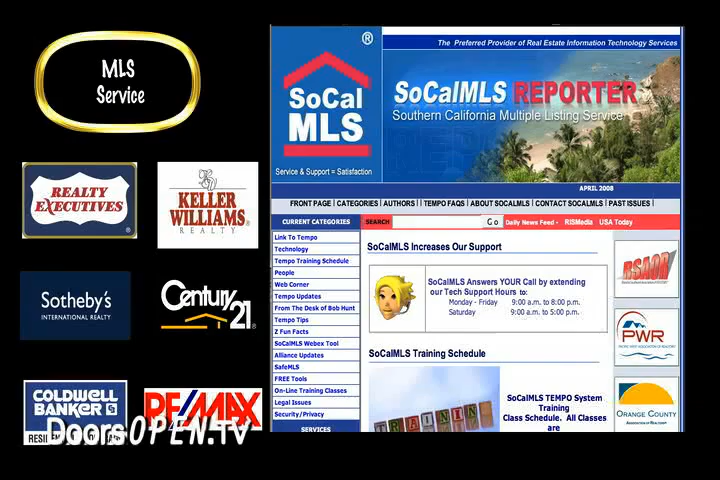 MLS
Service
REALTY
EXECUTIVES
®
KW
KELLER
WILLIAMS®
REALTY
Sotheby's
INTERNATIONAL REALTY
Century
21®
COLDWELL
BANKER
RE/MAX
DoorsOPEN.TV
®
SoCal
MLS
Service & Support = Satisfaction
The Preferred Provider of Real Estate Information Technology Services
SoCalMLS REPORTER
Southern California Multiple Listing Service
APRIL 2008
FRONT PAGE | CATEGORIES | AUTHORS | | TEMPO FAQS | ABOUT SOCALMLS | CONTACT SOCALMLS | PAST ISSUES |
CURRENT CATEGORIES
SEARCH
Go
Daily News Feed - RISMedia USA Today
Link To Tempo
Technology
Tempo Training Schedule
People
Web Corner
Tempo Updates
From The Desk of Bob Hunt
Tempo Tips
Z Fun Facts
SoCalMLS Webex Tool
Alliance Updates
SafeMLS
FREE Tools
On-Line Training Classes
Legal Issues
Security/Privacy
SERVICES
SoCalMLS Increases Our Support
SoCalMLS Answers YOUR Call by extending
our Tech Support Hours to:
Monday - Friday 9:00 a.m. to 8:00 p.m.
Saturday 9:00 a.m. to 5:00 p.m.
SoCalMLS Training Schedule
TRAINING
SoCalMLS TEMPO System
Training
Class Schedule. All Classes
are
RSAOR
PWR
ORANGE COUNTY